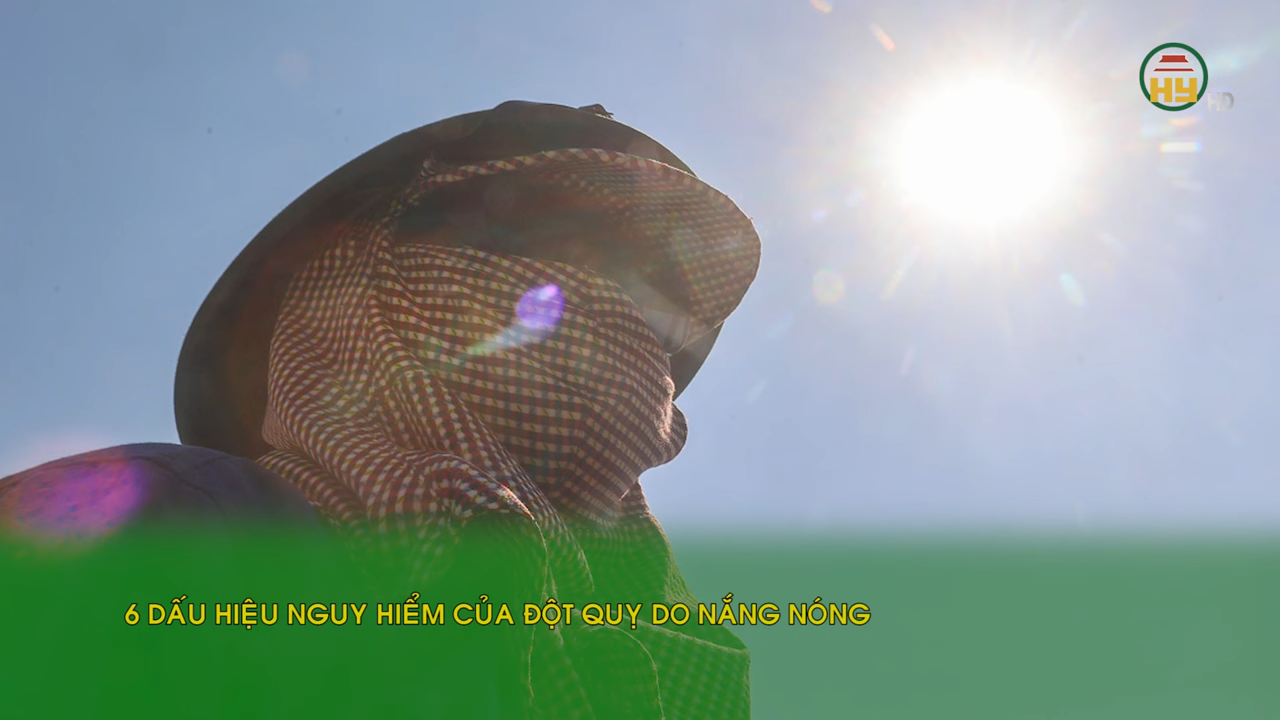 HY
HD
6 DẤU HIỆU NGUY HIỂM CỦA ĐỘT QUỴ DO NẮNG NÓNG